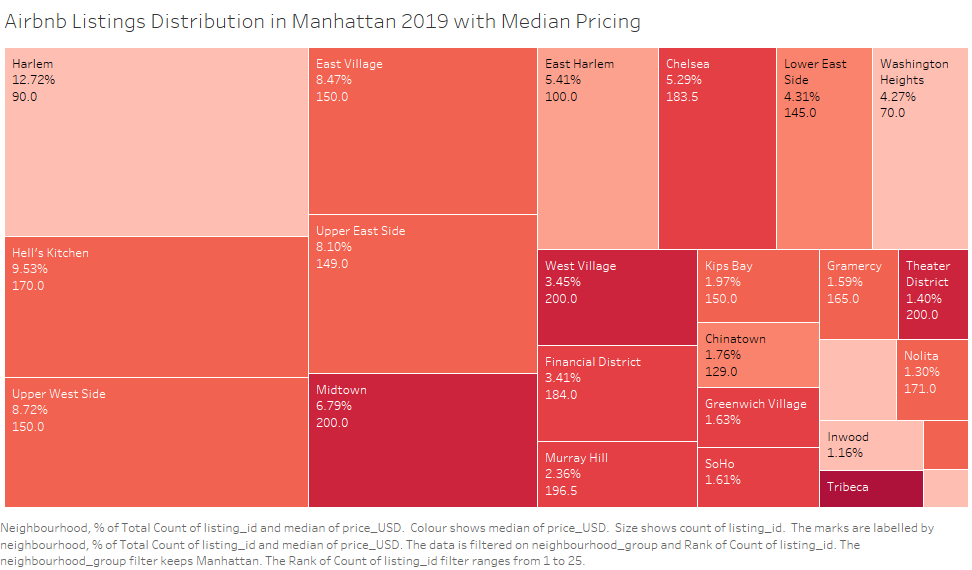 Airbnb Listings Distribution in Manhattan 2019 with Median Pricing
Harlem
12.72%
90.0
Hell's Kitchen
9.53%
170.0
Upper West Side
8.72%
150.0
East Village
8.47%
150.0
Upper East Side
8.10%
149.0
Midtown
6.79%
200.0
East Harlem
5.41%
100.0
Chelsea
5.29%
183.5
Lower East
Side
4.31%
145.0
Washington
Heights
4.27%
70.0
West Village
3.45%
200.0
Financial District
3.41%
184.0
Murray Hill
2.36%
196.5
Kips Bay
1.97%
150.0
Chinatown
1.76%
129.0
Greenwich Village
1.63%
SoHo
1.61%
Gramercy
1.59%
165.0
Theater
District
1.40%
200.0
Nolita
1.30%
171.0
Inwood
1.16%
Tribeca
Neighbourhood, % of Total Count of listing_id and median of price_USD.  Colour shows median of price_USD.  Size shows count of listing_id.  The marks are labelled by
neighbourhood, % of Total Count of listing_id and median of price_USD. The data is filtered on neighbourhood_group and Rank of Count of listing_id. The
neighbourhood_group filter keeps Manhattan. The Rank of Count of listing_id filter ranges from 1 to 25.